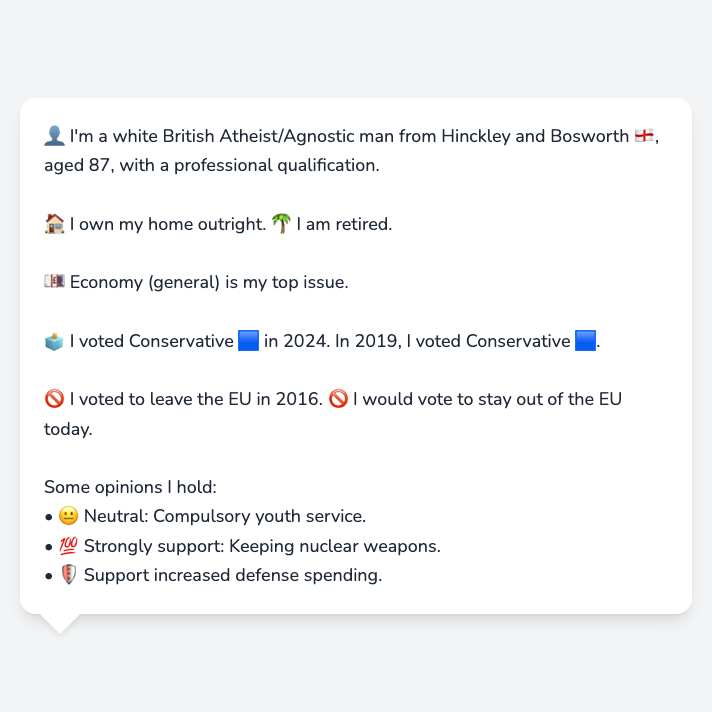 👤 I'm a white British Atheist/Agnostic man from Hinckley and Bosworth 🏴󠁧󠁢󠁥󠁮󠁧󠁿,
aged 87, with a professional qualification.
🏠 I own my home outright. 🌴 I am retired.
💷 Economy (general) is my top issue.
🗳️ I voted Conservative 🟦 in 2024. In 2019, I voted Conservative 🟦.
🚫 I voted to leave the EU in 2016. 🚫 I would vote to stay out of the EU
today.
Some opinions I hold:
• 😐 Neutral: Compulsory youth service.
• 💯 Strongly support: Keeping nuclear weapons.
• 🛡️ Support increased defense spending.